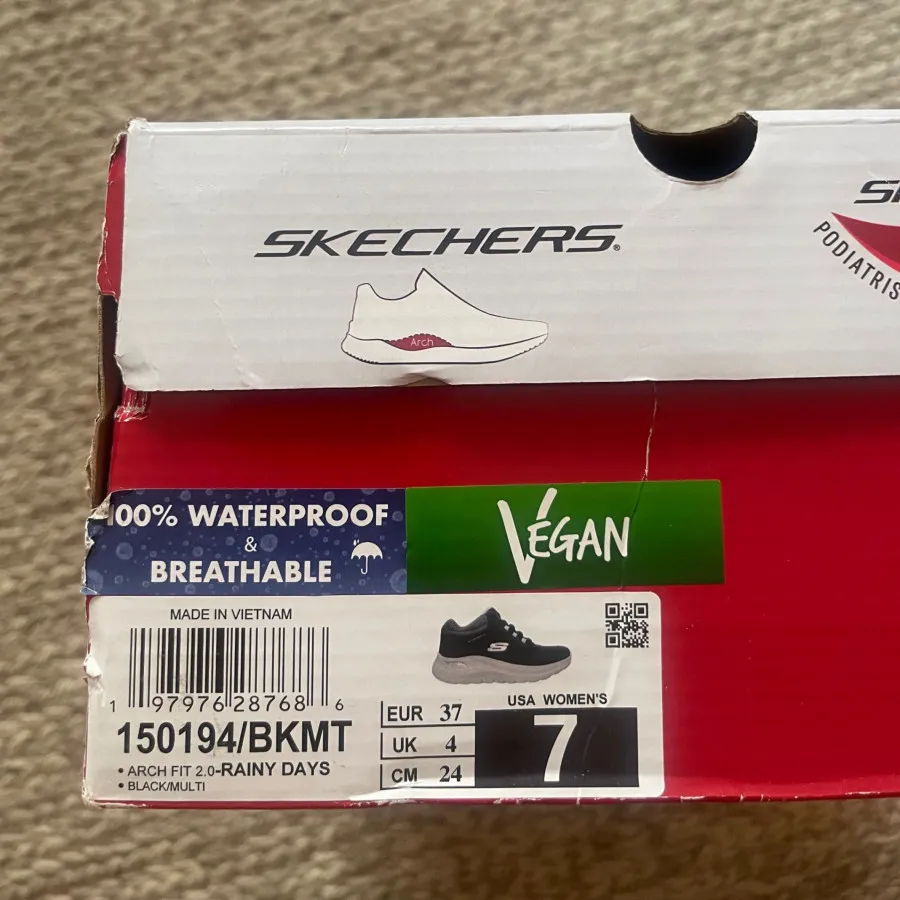 SKECHERS®
Arch
100% WATERPROOF
&
BREATHABLE
VEGAN
MADE IN VIETNAM
1 97976 28768 6
150194/BKMT
• ARCH FIT 2.0-RAINY DAYS
• BLACK/MULTI
EUR 37
UK 4
CM 24
USA WOMEN'S
7